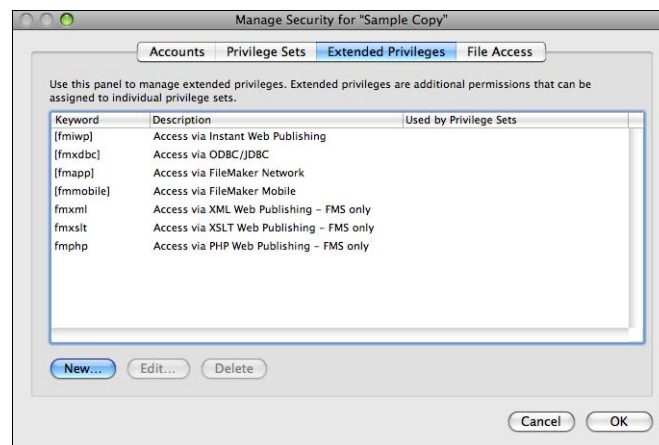 Manage Security for “Sample Copy”
Accounts Privilege Sets Extended Privileges File Access
Use this panel to manage extended privileges. Extended privileges are additional permissions that can be
assigned to individual privilege sets.
Keyword Description Used by Privilege Sets
[fmiwp] Access via Instant Web Publishing
[fmxdbc] Access via ODBC/JDBC
[fmapp] Access via FileMaker Network
[fmmobile] Access via FileMaker Mobile
fmxml Access via XML Web Publishing – FMS only
fmxslt Access via XSLT Web Publishing – FMS only
fmphp Access via PHP Web Publishing – FMS only
New... Edit... Delete
Cancel OK